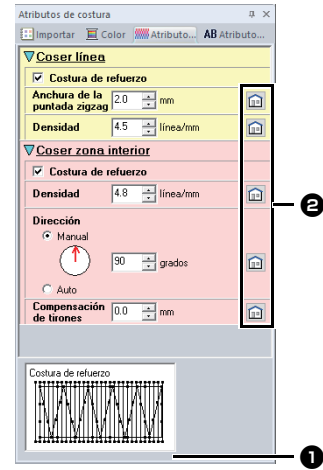 Atributos de costura
Importar Color Atributo... AB Atributo...
Coser línea
Costura de refuerzo
Anchura de la puntada zigzag 2.0 mm
Densidad 4.5 línea/mm
Coser zona interior
Costura de refuerzo
Densidad 4.8 línea/mm
Dirección
Manual
90 grados
Auto
Compensación de tirones 0.0 mm
Costura de refuerzo
2
1